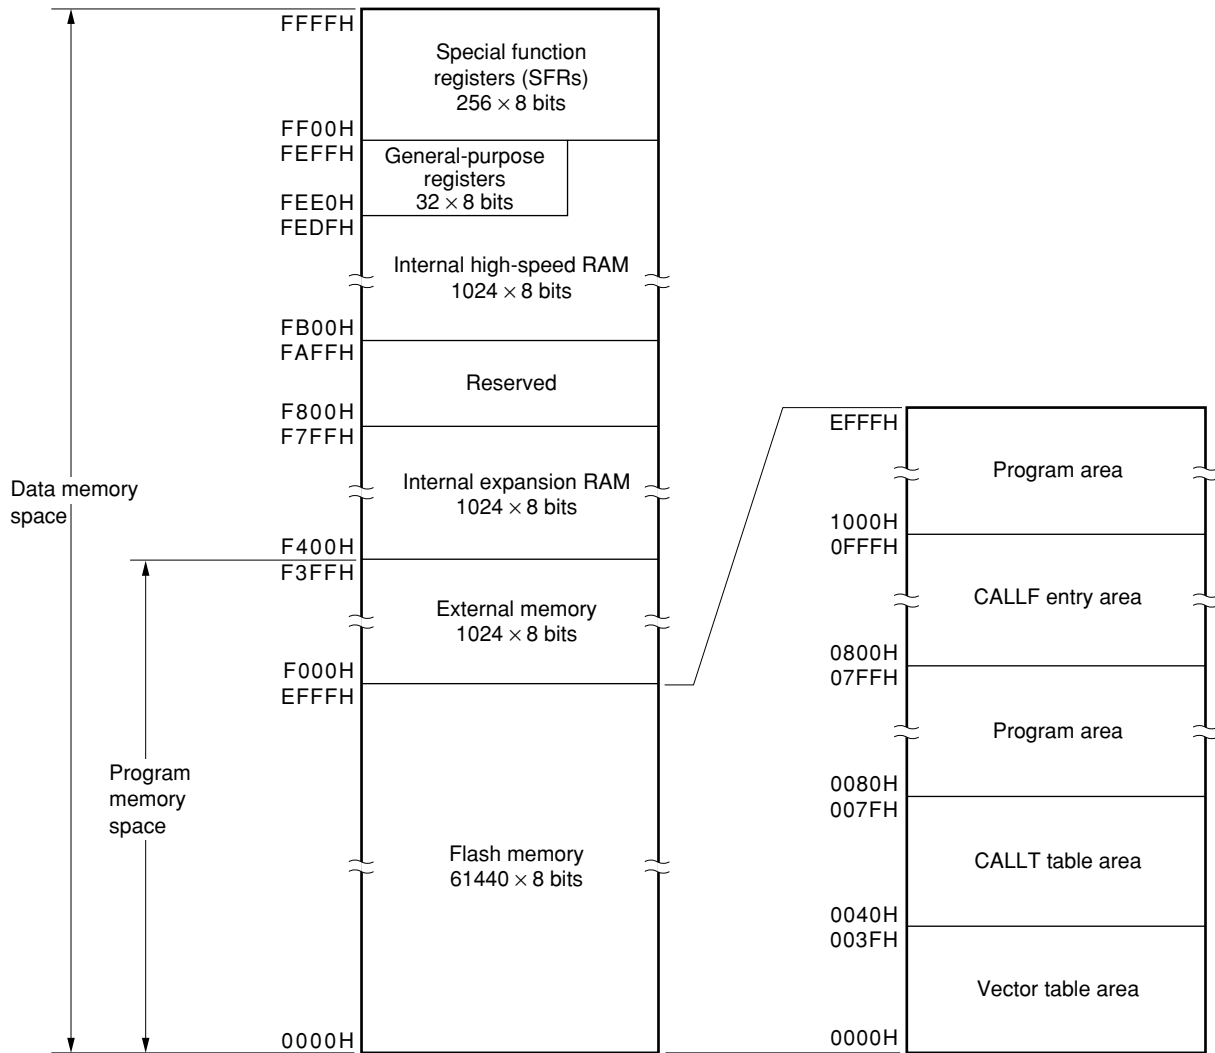 FFFFH
Special function
registers (SFRs)
256 × 8 bits
FF00H
FEFFH
General-purpose
registers
32 × 8 bits
FEE0H
FEDFH
Internal high-speed RAM
1024 × 8 bits
FB00H
FAFFH
Reserved
F800H
F7FFH
Internal expansion RAM
1024 × 8 bits
Data memory
space
F400H
F3FFH
External memory
1024 × 8 bits
F000H
EFFFH
Program
memory
space
Flash memory
61440 × 8 bits
0000H
EFFFH
Program area
1000H
0FFFH
CALLF entry area
0800H
07FFH
Program area
0080H
007FH
CALLT table area
0040H
003FH
Vector table area
0000H